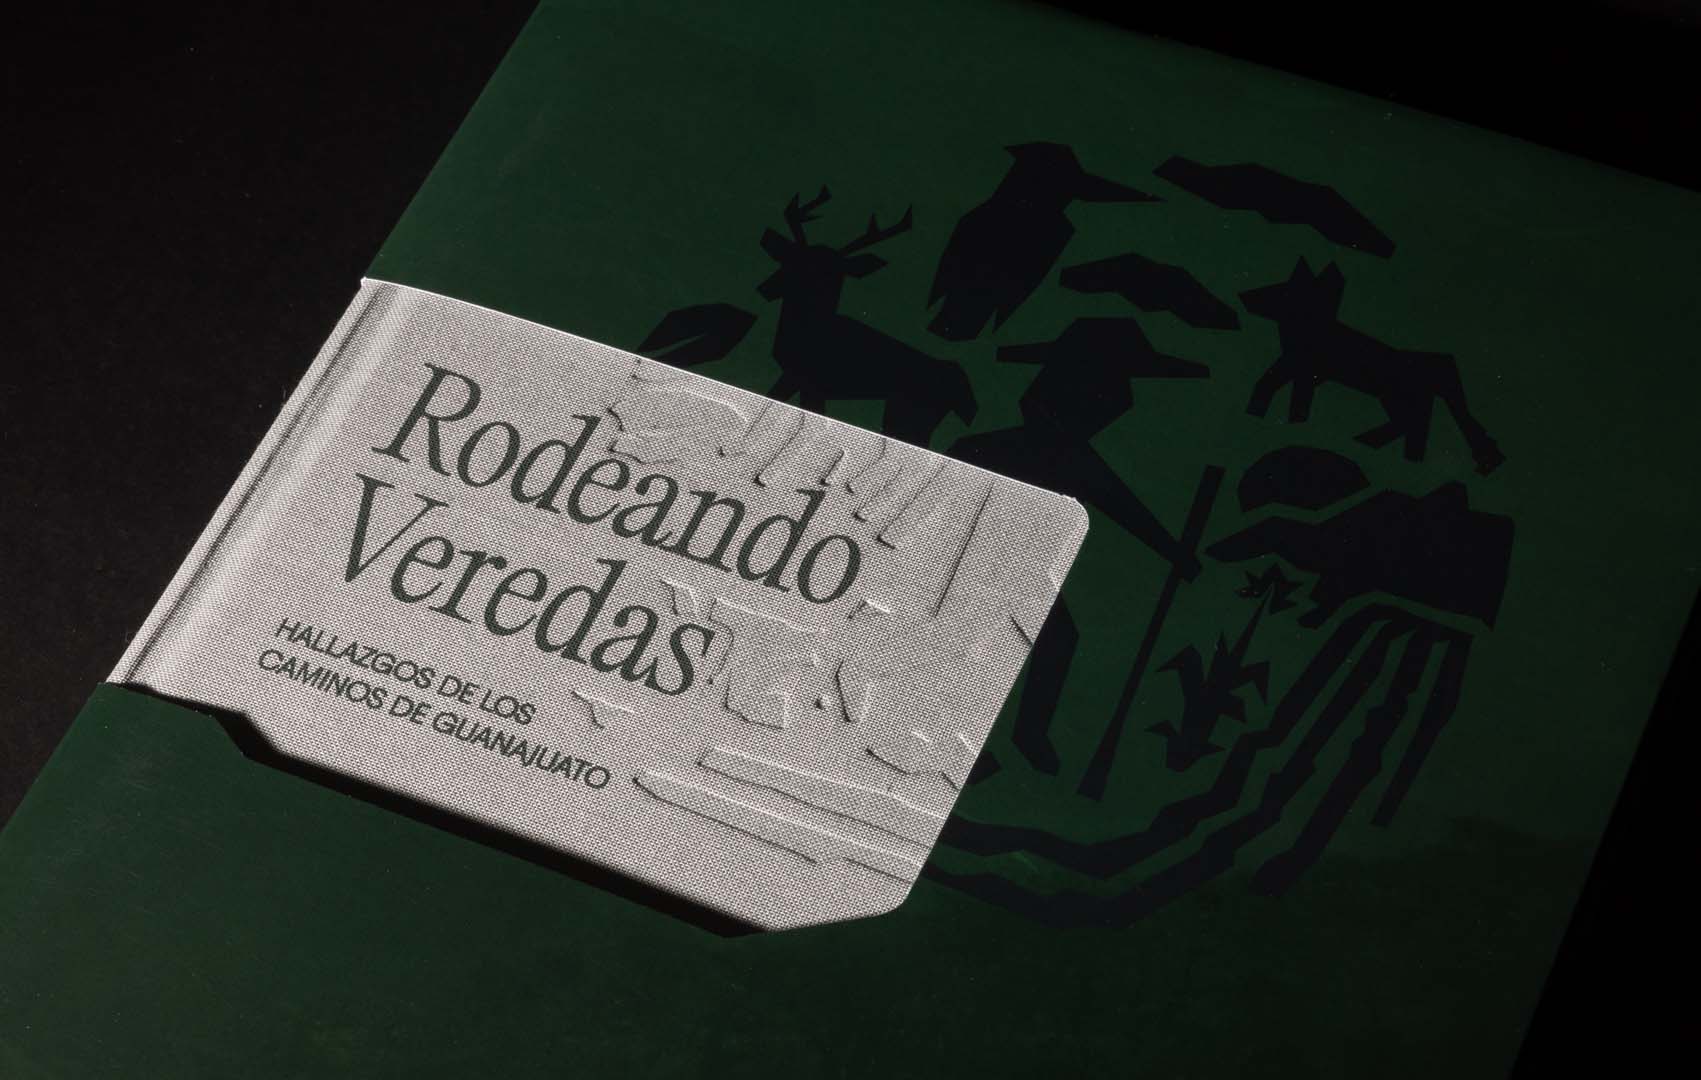 Rodeando
Veredas
HALLAZGOS DE LOS
CAMINOS DE GUANAJUATO